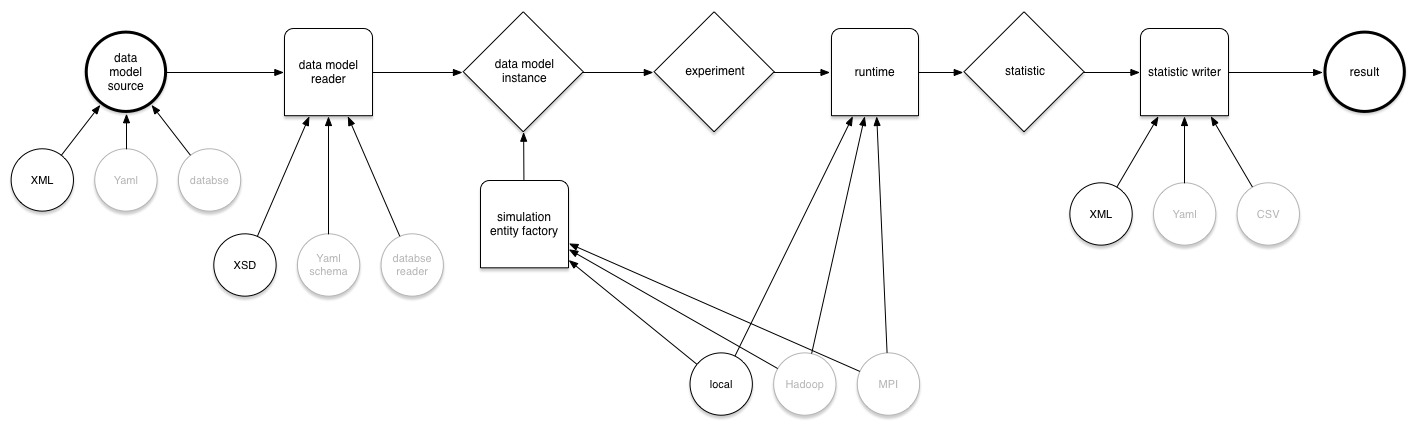 data
model
source
data model
reader
data model
instance
experiment
runtime
statistic
statistic writer
result
XML
Yaml
databse
simulation
entity factory
XML
Yaml
CSV
XSD
Yaml
schema
databse
reader
local
Hadoop
MPI